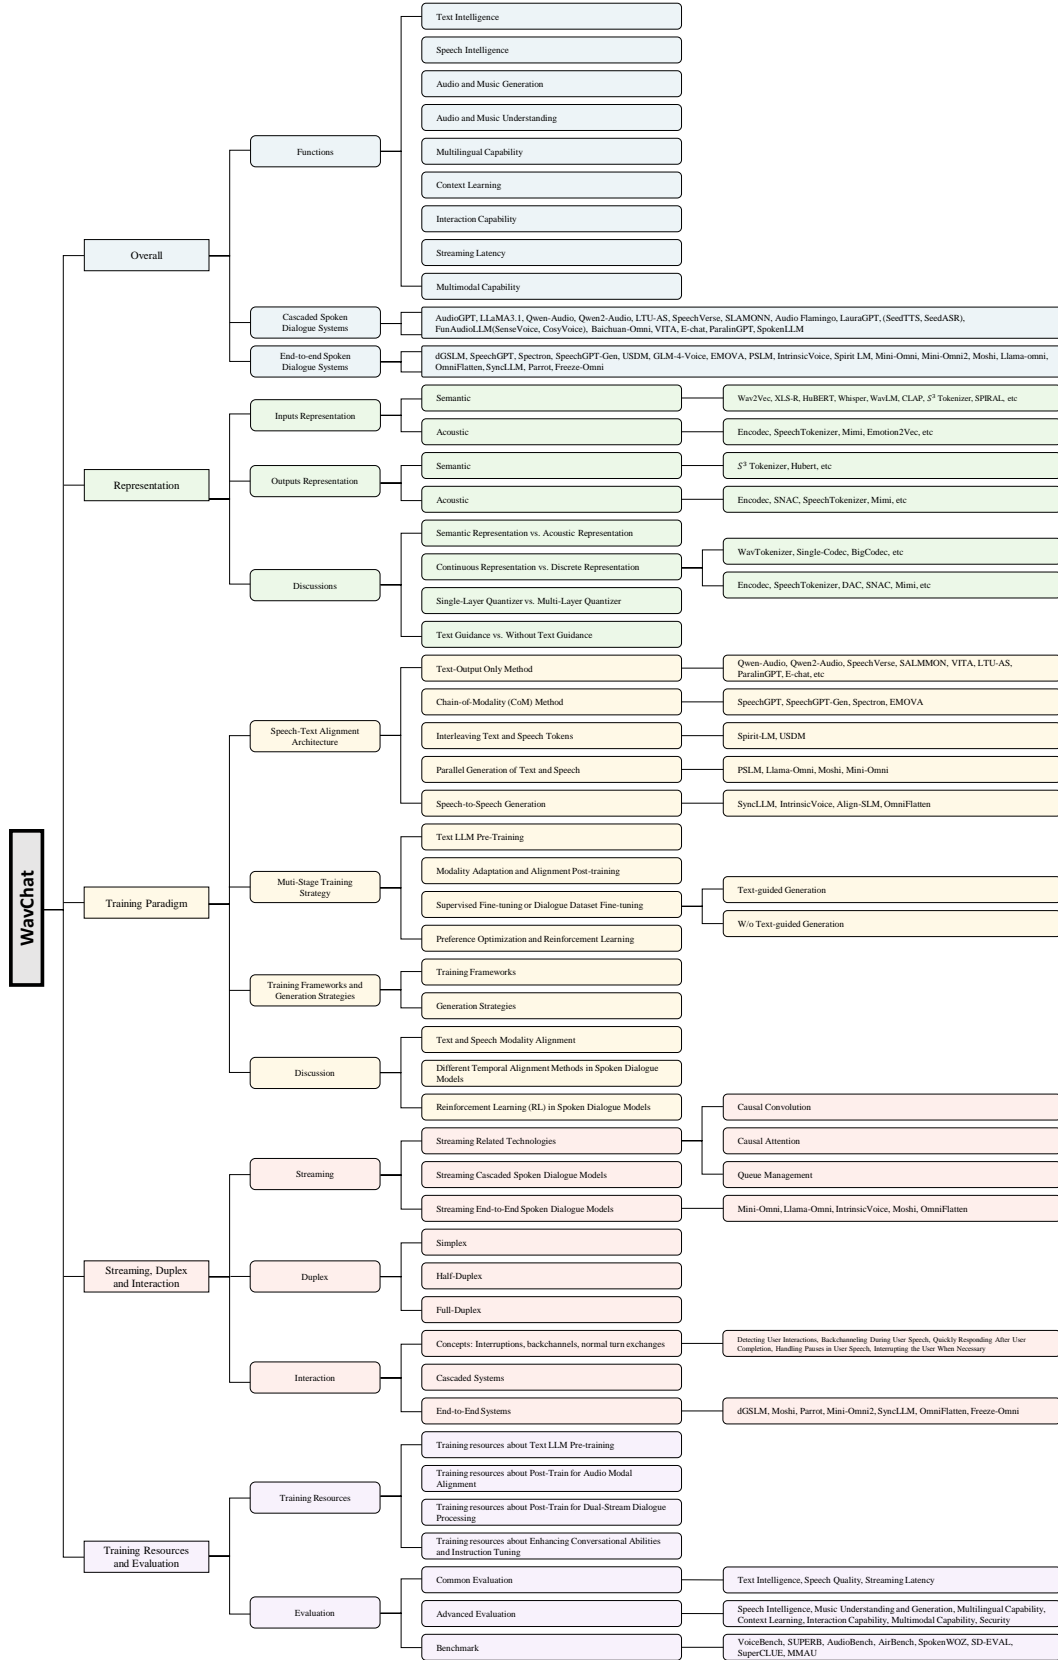 WavChat
Overall
Functions
Text Intelligence
Speech Intelligence
Audio and Music Generation
Audio and Music Understanding
Multilingual Capability
Context Learning
Interaction Capability
Streaming Latency
Multimodal Capability
Cascaded Spoken
Dialogue Systems
AudioGPT, LLaMA3.1, Qwen-Audio, Qwen2-Audio, LTU-AS, SpeechVerse, SLAMONN, Audio Flamingo, LauraGPT, (SeedTTS, SeedASR),
FunAudioLLM(SenseVoice, CosyVoice), Baichuan-Omni, VITA, E-chat, ParalinGPT, SpokenLLM
End-to-end Spoken
Dialogue Systems
dGSLM, SpeechGPT, Spectron, SpeechGPT-Gen, USDM, GLM-4-Voice, EMOVA, PSLM, IntrinsicVoice, Spirit LM, Mini-Omni, Mini-Omni2, Moshi, Llama-omni,
OmniFlatten, SyncLLM, Parrot, Freeze-Omni
Representation
Inputs Representation
Semantic
Wav2Vec, XLS-R, HuBERT, Whisper, WavLM, CLAP, S³ Tokenizer, SPIRAL, etc
Acoustic
Encodec, SpeechTokenizer, Mimi, Emotion2Vec, etc
Outputs Representation
Semantic
S³ Tokenizer, Hubert, etc
Acoustic
Encodec, SNAC, SpeechTokenizer, Mimi, etc
Discussions
Semantic Representation vs. Acoustic Representation
Continuous Representation vs. Discrete Representation
WavTokenizer, Single-Codec, BigCodec, etc
Encodec, SpeechTokenizer, DAC, SNAC, Mimi, etc
Single-Layer Quantizer vs. Multi-Layer Quantizer
Text Guidance vs. Without Text Guidance
Training Paradigm
Speech-Text Alignment
Architecture
Text-Output Only Method
Qwen-Audio, Qwen2-Audio, SpeechVerse, SALMMON, VITA, LTU-AS,
ParalinGPT, E-chat, etc
Chain-of-Modality (CoM) Method
SpeechGPT, SpeechGPT-Gen, Spectron, EMOVA
Interleaving Text and Speech Tokens
Spirit-LM, USDM
Parallel Generation of Text and Speech
PSLM, Llama-Omni, Moshi, Mini-Omni
Speech-to-Speech Generation
SyncLLM, IntrinsicVoice, Align-SLM, OmniFlatten
Muti-Stage Training
Strategy
Text LLM Pre-Training
Modality Adaptation and Alignment Post-training
Supervised Fine-tuning or Dialogue Dataset Fine-tuning
Text-guided Generation
W/o Text-guided Generation
Preference Optimization and Reinforcement Learning
Training Frameworks and
Generation Strategies
Training Frameworks
Generation Strategies
Discussion
Text and Speech Modality Alignment
Different Temporal Alignment Methods in Spoken Dialogue
Models
Reinforcement Learning (RL) in Spoken Dialogue Models
Streaming, Duplex
and Interaction
Streaming
Streaming Related Technologies
Causal Convolution
Causal Attention
Queue Management
Streaming Cascaded Spoken Dialogue Models
Streaming End-to-End Spoken Dialogue Models
Mini-Omni, Llama-Omni, IntrinsicVoice, Moshi, OmniFlatten
Duplex
Simplex
Half-Duplex
Full-Duplex
Interaction
Concepts: Interruptions, backchannels, normal turn exchanges
Detecting User Interactions, Backchanneling During User Speech, Quickly Responding After User
Completion, Handling Pauses in User Speech, Interrupting the User When Necessary
Cascaded Systems
End-to-End Systems
dGSLM, Moshi, Parrot, Mini-Omni2, SyncLLM, OmniFlatten, Freeze-Omni
Training Resources
and Evaluation
Training Resources
Training resources about Text LLM Pre-training
Training resources about Post-Train for Audio Modal
Alignment
Training resources about Post-Train for Dual-Stream Dialogue
Processing
Training resources about Enhancing Conversational Abilities
and Instruction Tuning
Evaluation
Common Evaluation
Text Intelligence, Speech Quality, Streaming Latency
Advanced Evaluation
Speech Intelligence, Music Understanding and Generation, Multilingual Capability,
Context Learning, Interaction Capability, Multimodal Capability, Security
Benchmark
VoiceBench, SUPERB, AudioBench, AirBench, SpokenWOZ, SD-EVAL,
SuperCLUE, MMAU